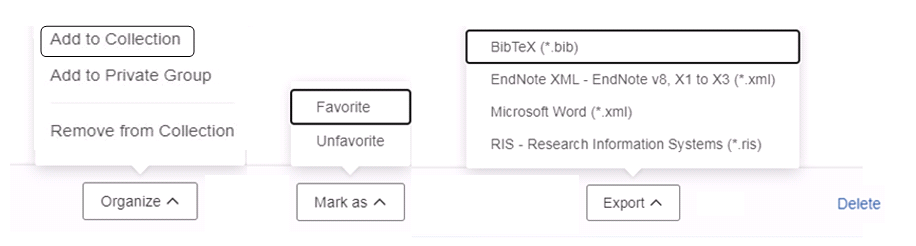 Add to Collection
Add to Private Group
Remove from Collection
Organize
Favorite
Unfavorite
Mark as
BibTeX (*.bib)
EndNote XML - EndNote v8, X1 to X3 (*.xml)
Microsoft Word (*.xml)
RIS - Research Information Systems (*.ris)
Export
Delete